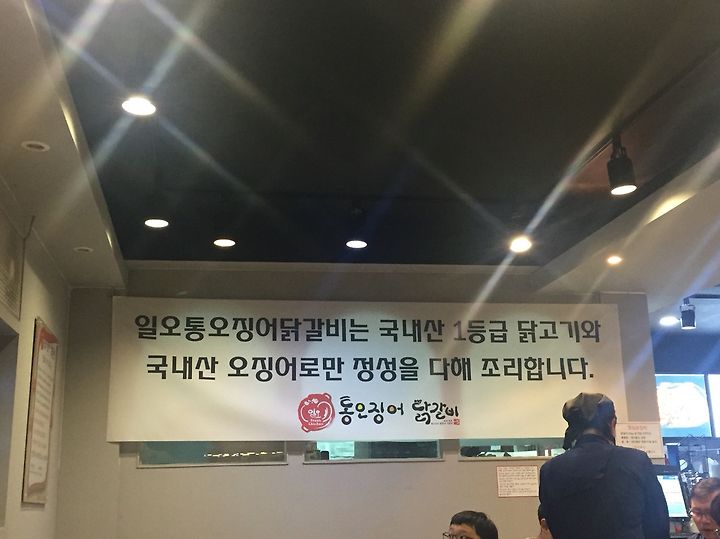 일오통오징어닭갈비는 국내산 1등급 닭고기와
국내산 오징어로만 정성을 다해 조리합니다.
일오
통오징어 닭갈비